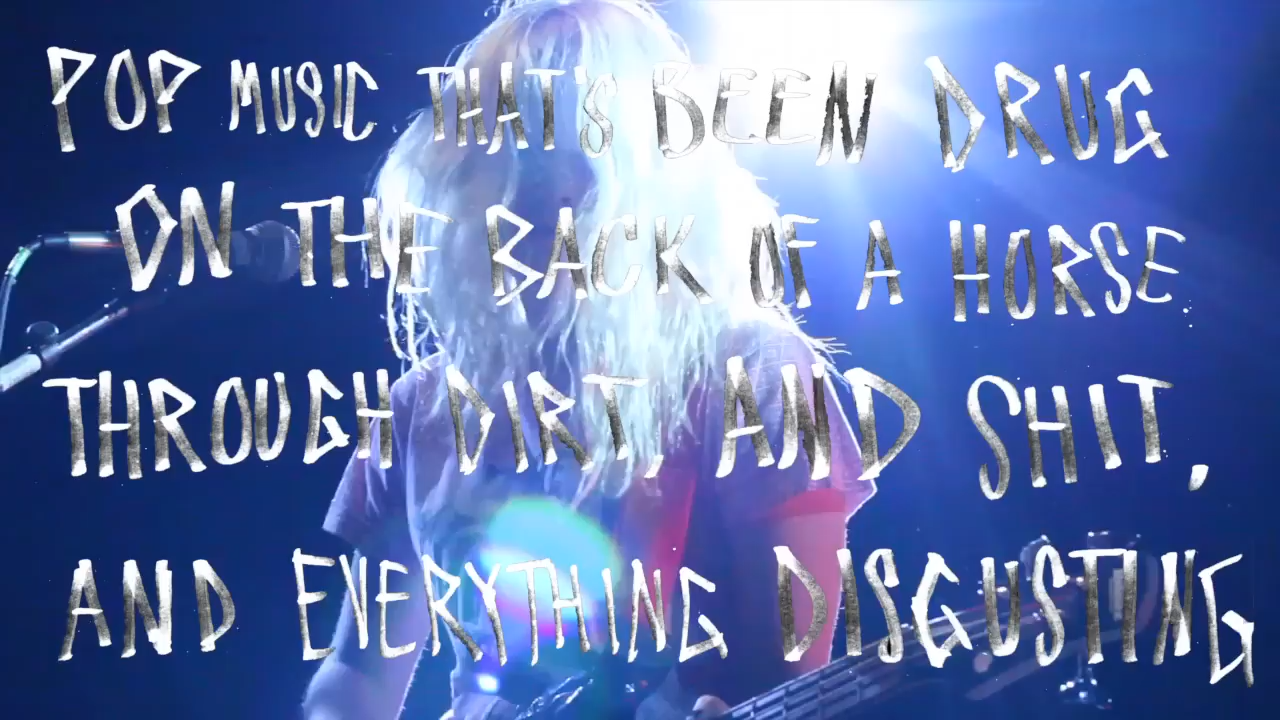 POP MUSIC THAT'S BEEN DRUG
ON THE BACK OF A HORSE
THROUGH DIRT, AND SHIT,
AND EVERYTHING DISGUSTING